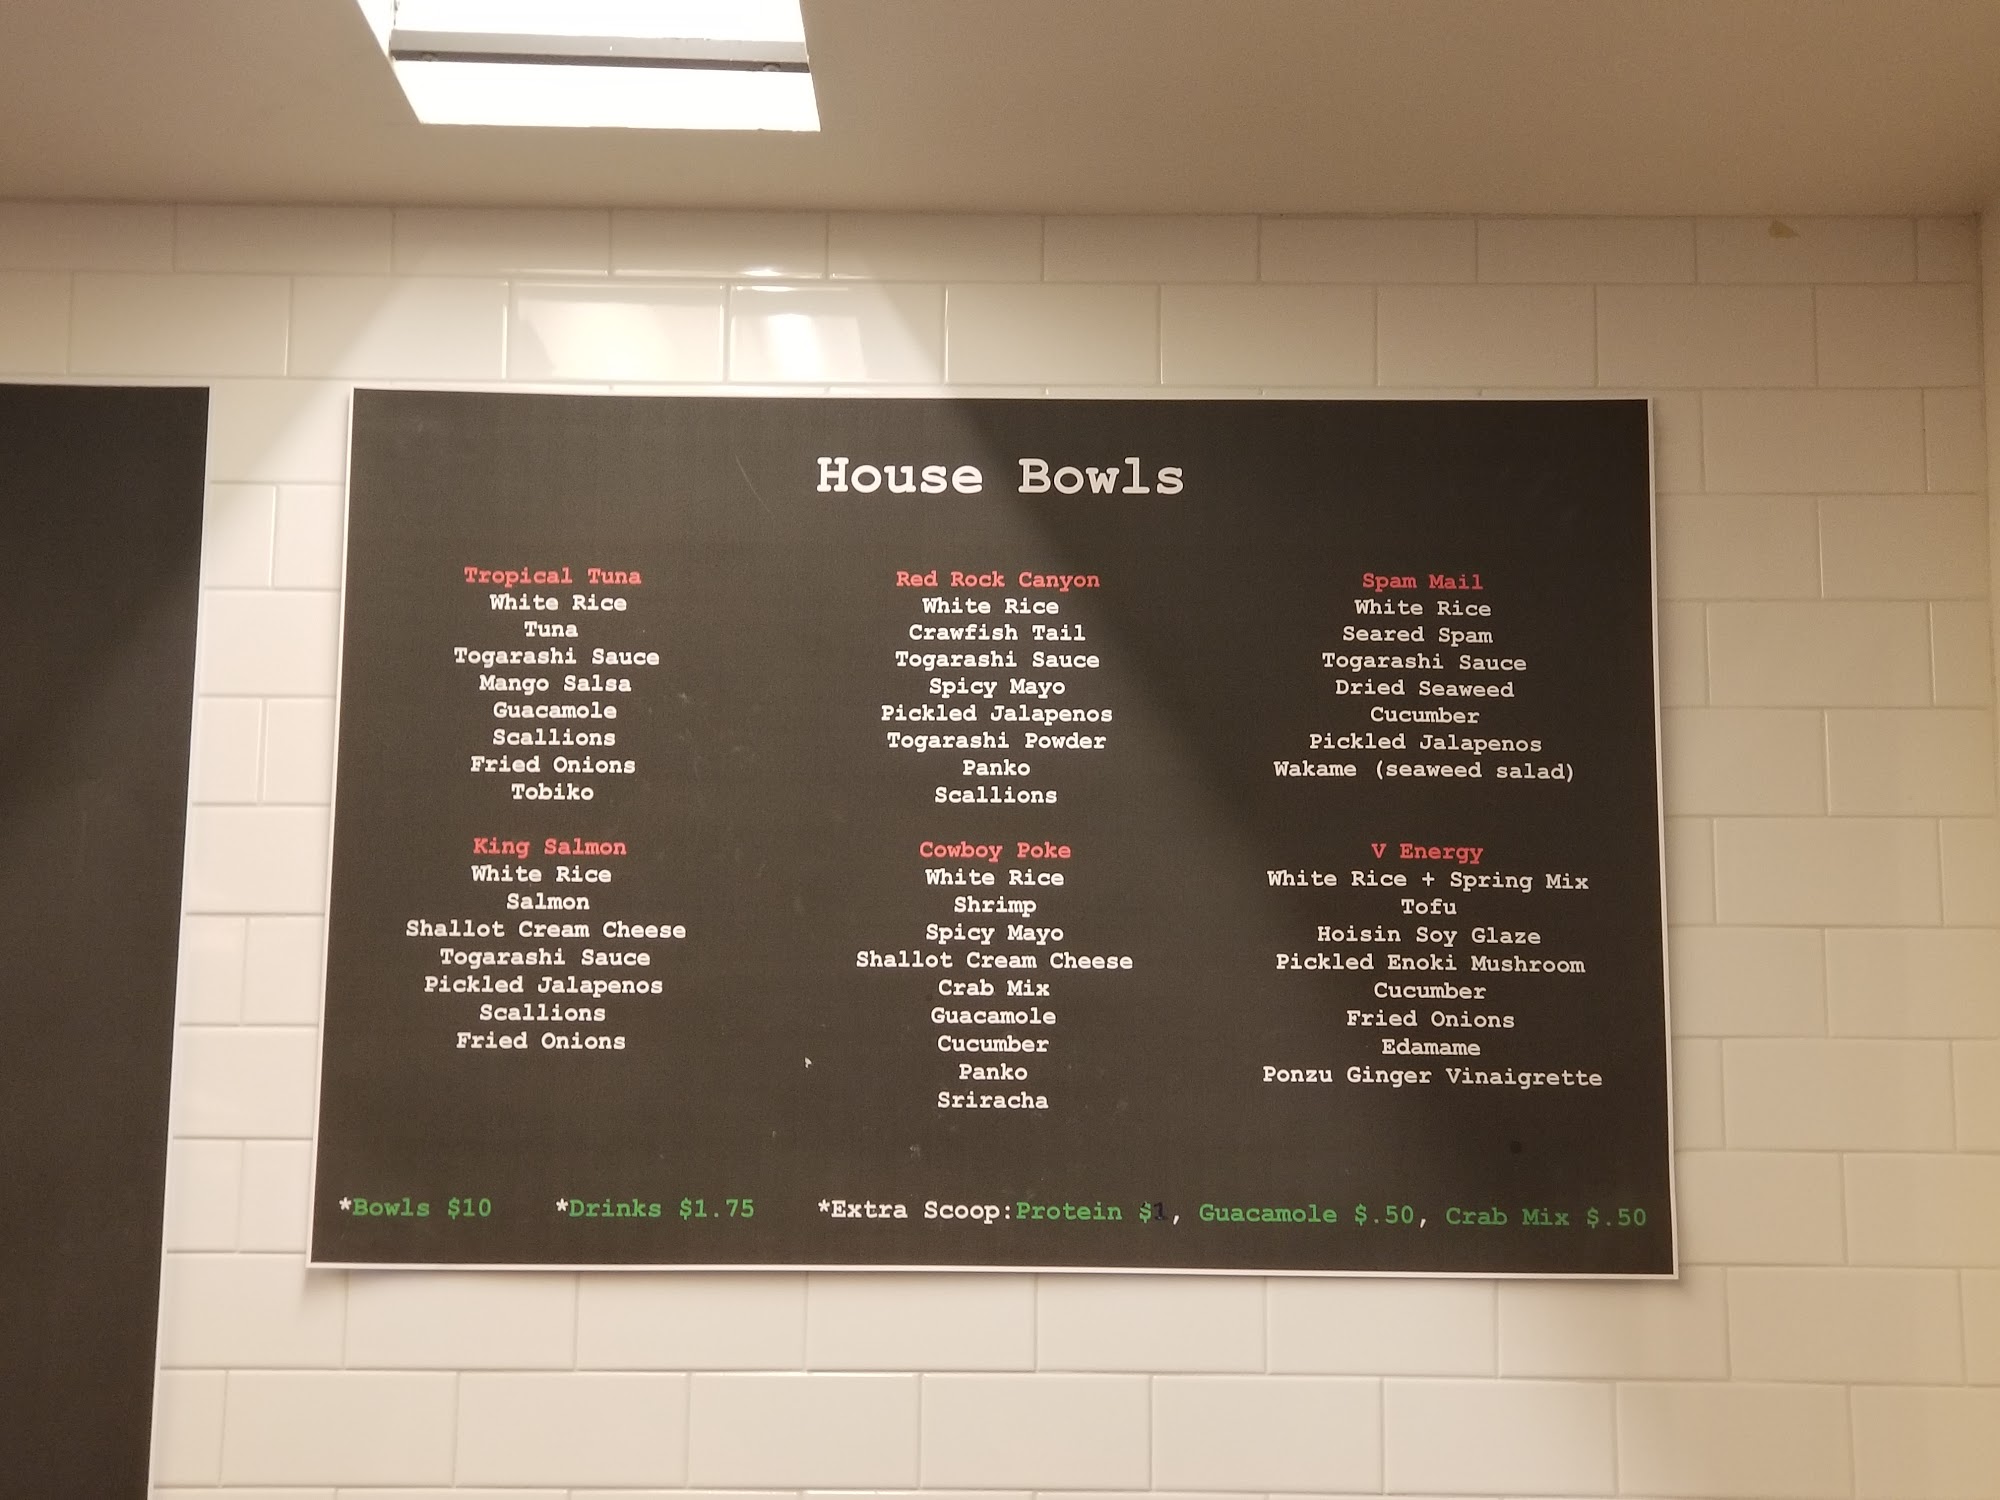 House Bowls
Tropical Tuna
White Rice
Tuna
Togarashi Sauce
Mango Salsa
Guacamole
Scallions
Fried Onions
Tobiko
Red Rock Canyon
White Rice
Crawfish Tail
Togarashi Sauce
Spicy Mayo
Pickled Jalapenos
Togarashi Powder
Panko
Scallions
Spam Mail
White Rice
Seared Spam
Togarashi Sauce
Dried Seaweed
Cucumber
Pickled Jalapenos
Wakame (seaweed salad)
King Salmon
White Rice
Salmon
Shallot Cream Cheese
Togarashi Sauce
Pickled Jalapenos
Scallions
Fried Onions
Cowboy Poke
White Rice
Shrimp
Spicy Mayo
Shallot Cream Cheese
Crab Mix
Guacamole
Cucumber
Panko
Sriracha
V Energy
White Rice + Spring Mix
Tofu
Hoisin Soy Glaze
Pickled Enoki Mushroom
Cucumber
Fried Onions
Edamame
Ponzu Ginger Vinaigrette
*Bowls $10 *Drinks $1.75 *Extra Scoop:Protein $1, Guacamole $.50, Crab Mix $.50